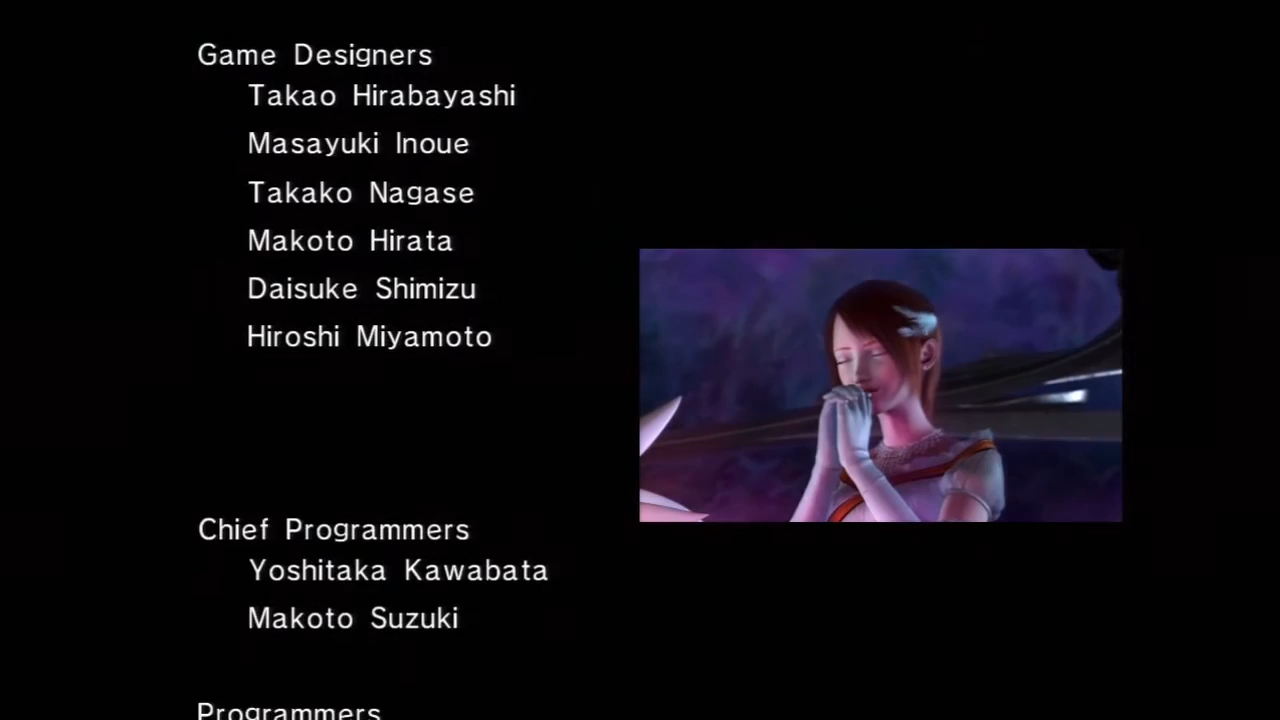 Game Designers
Takao Hirabayashi
Masayuki Inoue
Takako Nagase
Makoto Hirata
Daisuke Shimizu
Hiroshi Miyamoto
Chief Programmers
Yoshitaka Kawabata
Makoto Suzuki
Programmers